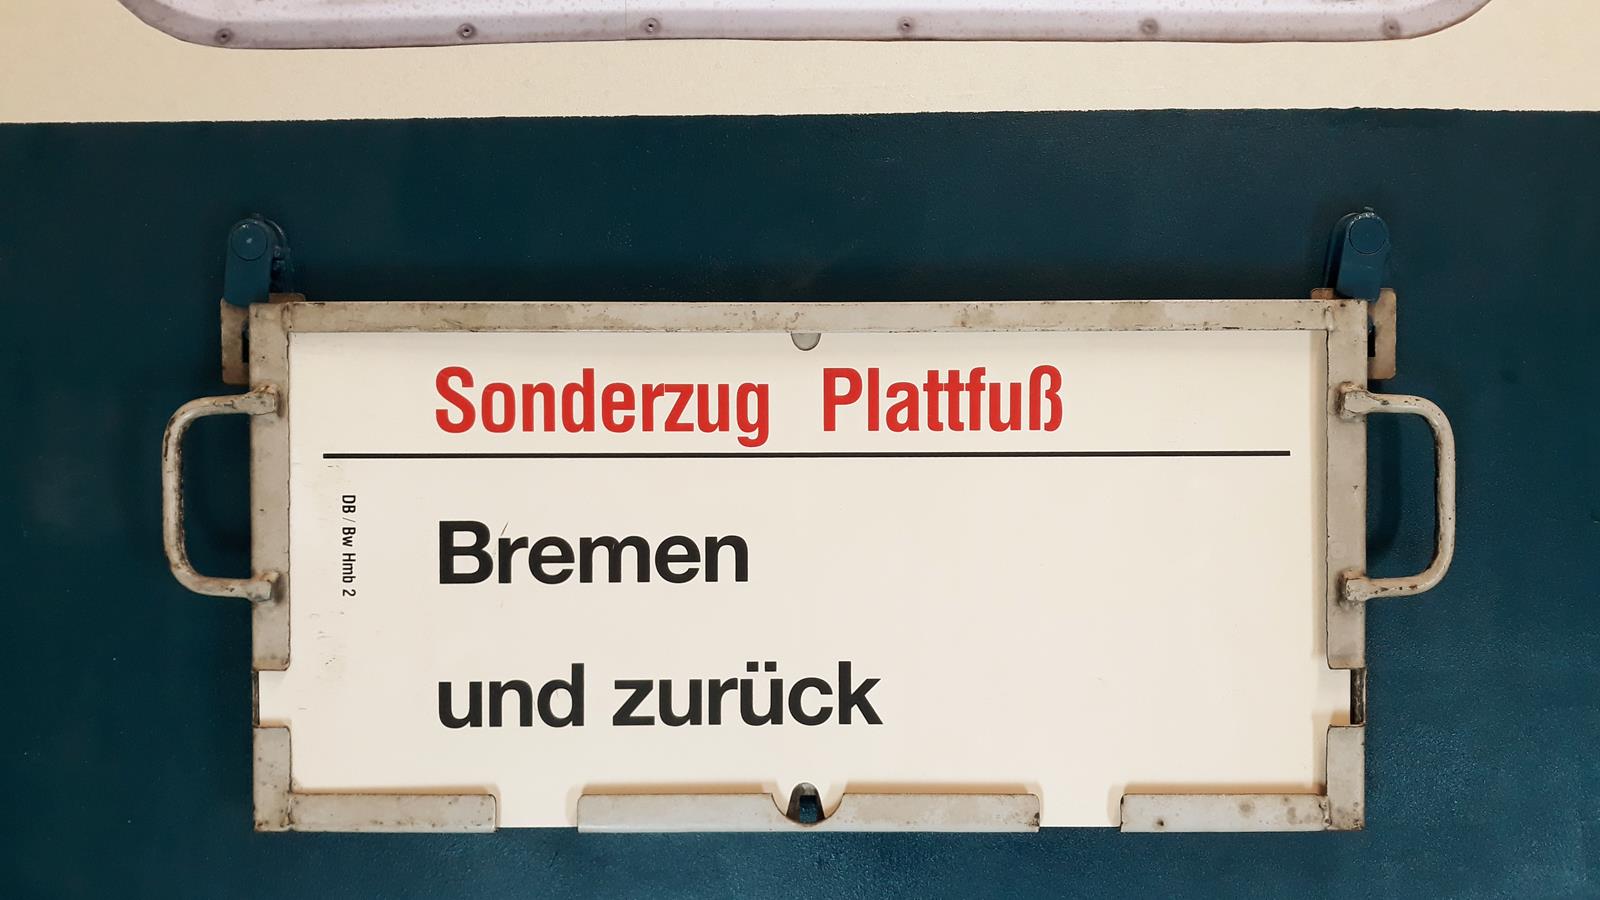 Sonderzug Plattfuß
DB / Bw Hmb 2
Bremen
und zurück